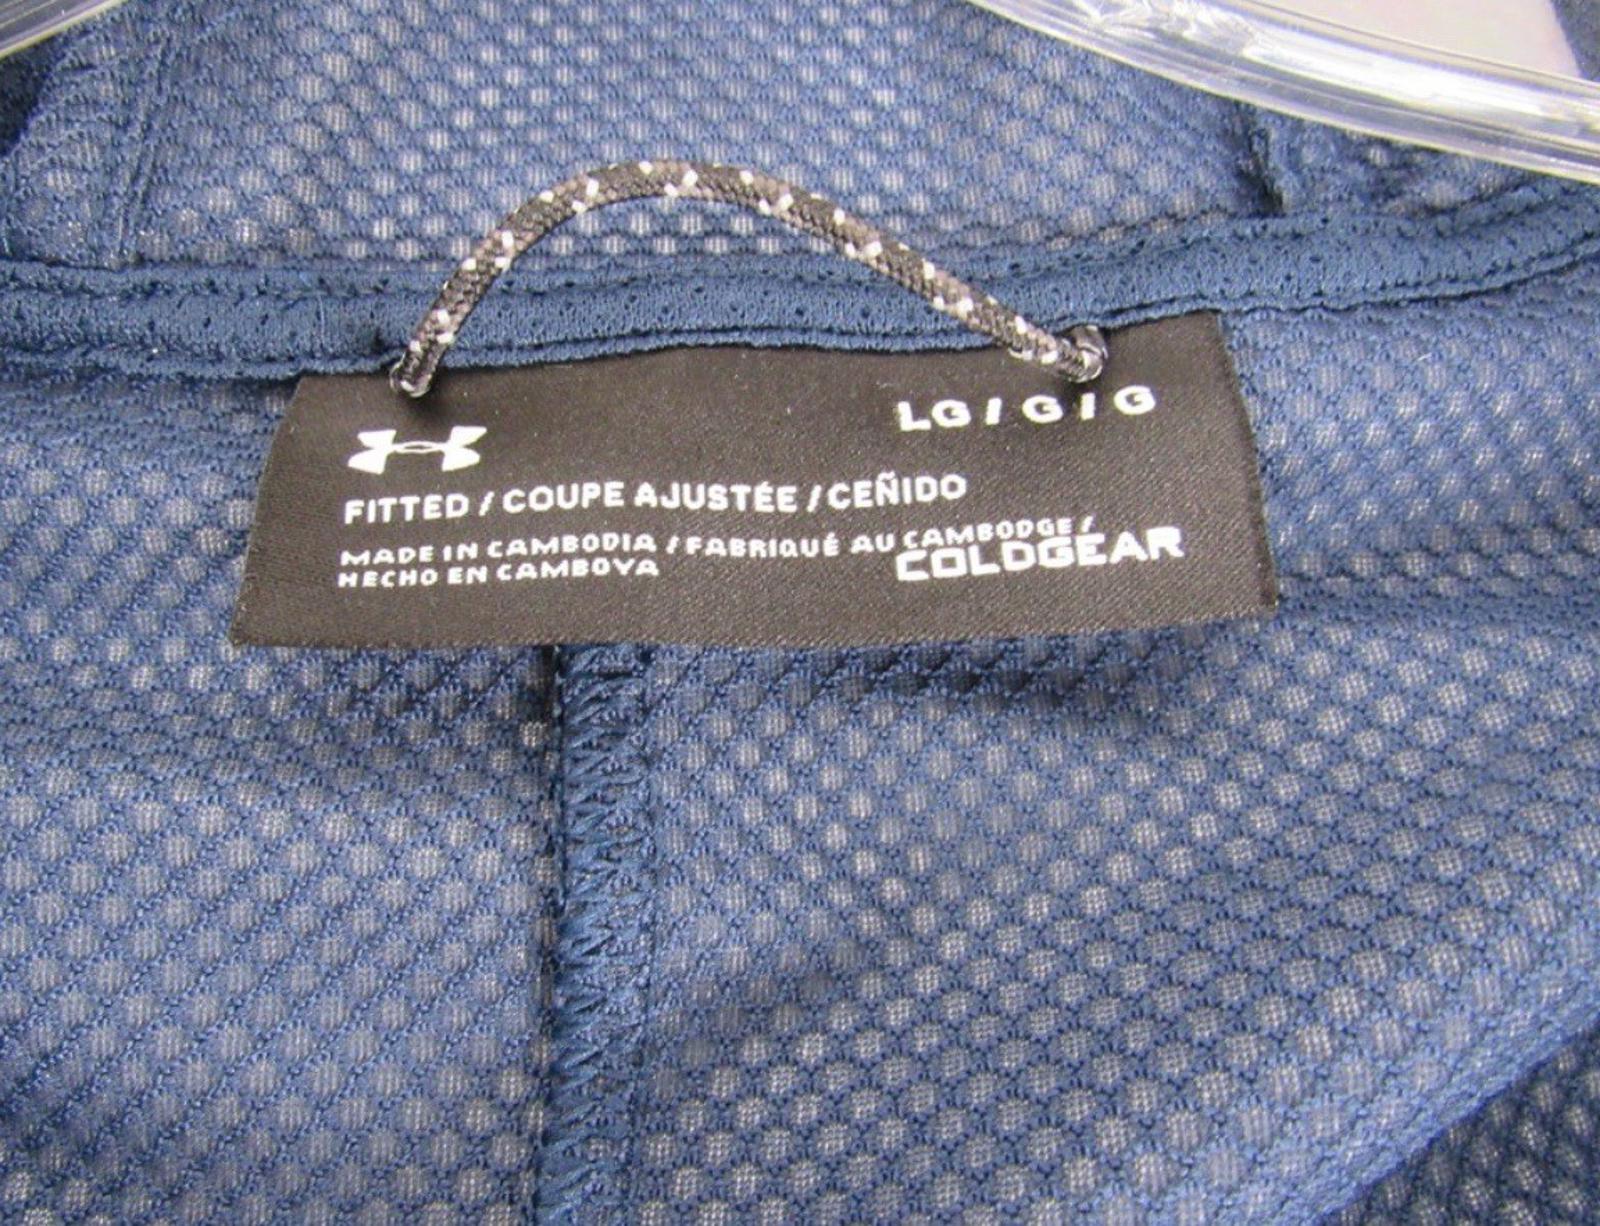 LG / G / G
FITTED / COUPE AJUSTÉE / CEÑIDO
MADE IN CAMBODIA / FABRIQUÉ AU CAMBODGE /
HECHO EN CAMBOYA
COLDGEAR